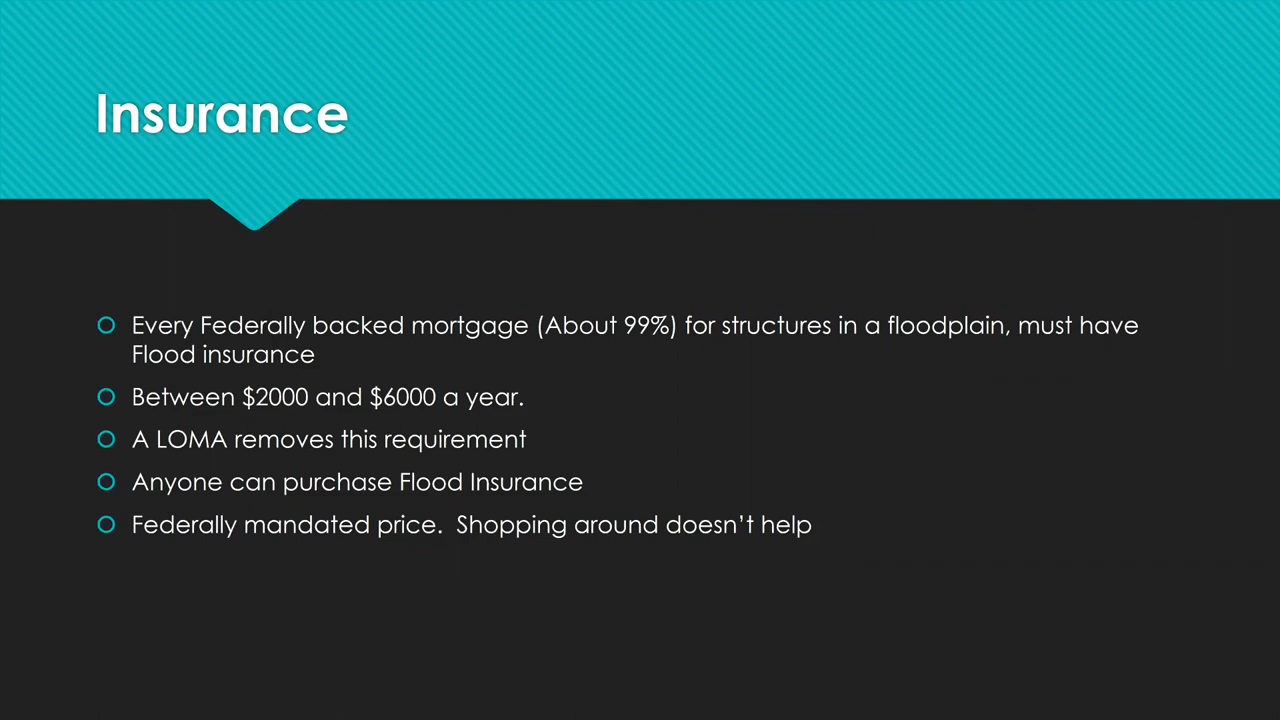 Insurance
Every Federally backed mortgage (About 99%) for structures in a floodplain, must have
Flood insurance
Between $2000 and $6000 a year.
A LOMA removes this requirement
Anyone can purchase Flood Insurance
Federally mandated price.  Shopping around doesn’t help